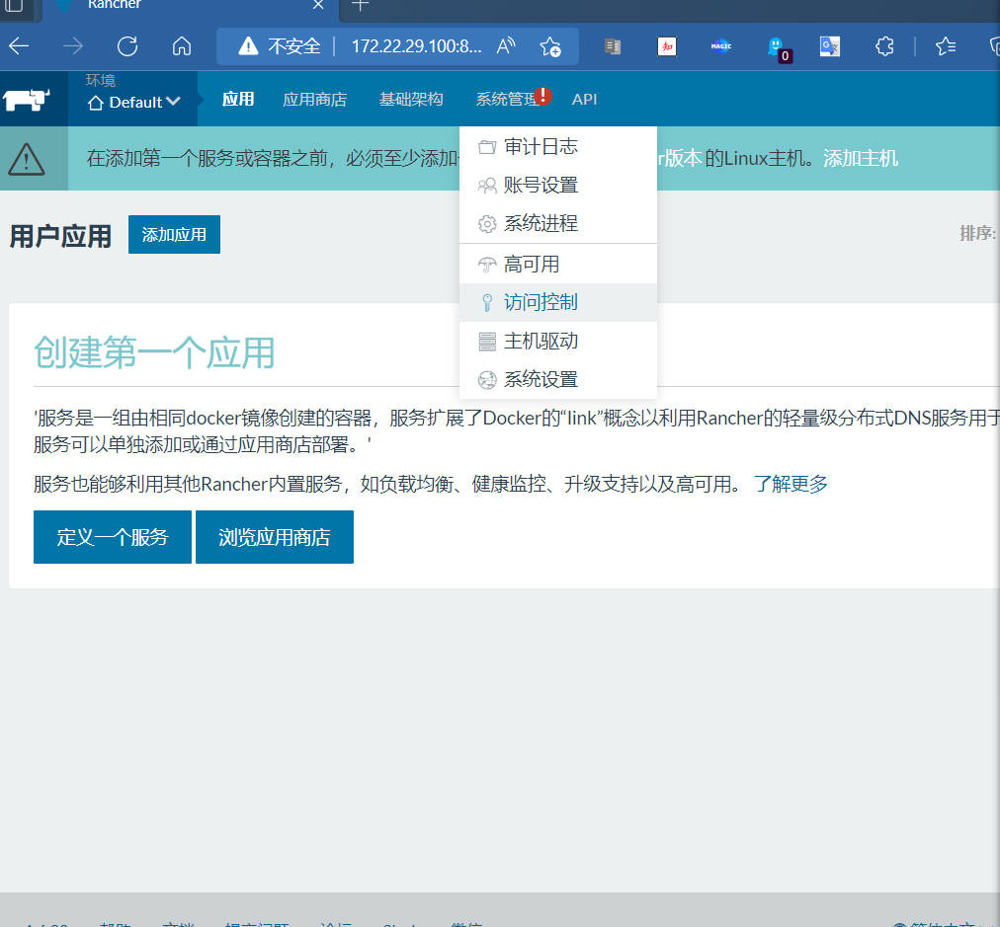 Rancher
不安全 172.22.29.100:8...
0
环境
Default 应用 应用商店 基础架构 系统管理 API
在添加第一个服务或容器之前，必须至少添加 r版本 的Linux主机。添加主机
审计日志
账号设置
系统进程
高可用
访问控制
主机驱动
系统设置
用户应用 添加应用 排序:
创建第一个应用
'服务是一组由相同docker镜像创建的容器，服务扩展了Docker的“link”概念以利用Rancher的轻量级分布式DNS服务用于
服务可以单独添加或通过应用商店部署。'
服务也能够利用其他Rancher内置服务，如负载均衡、健康监控、升级支持以及高可用。 了解更多
定义一个服务 浏览应用商店